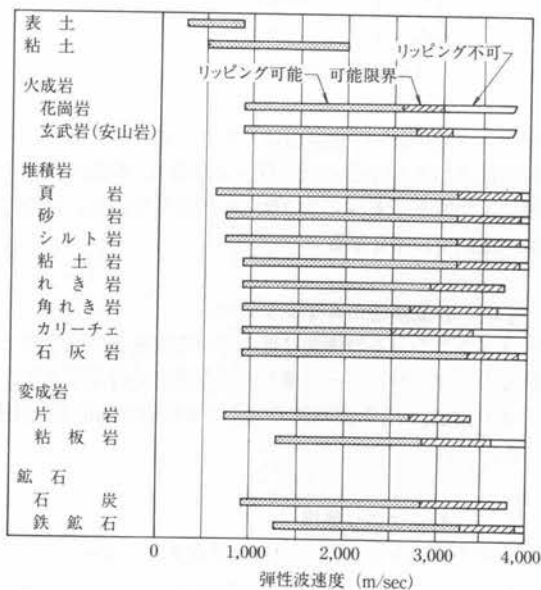 表土
粘土
リッピング可能 可能限界 リッピング不可
火成岩
花崗岩
玄武岩(安山岩)
堆積岩
頁岩
砂岩
シルト岩
粘土岩
れき岩
角れき岩
カリーチェ
石灰岩
変成岩
片岩
粘板岩
鉱石
石炭
鉄鉱石
0 1,000 2,000 3,000 4,000
弾性波速度 (m/sec)